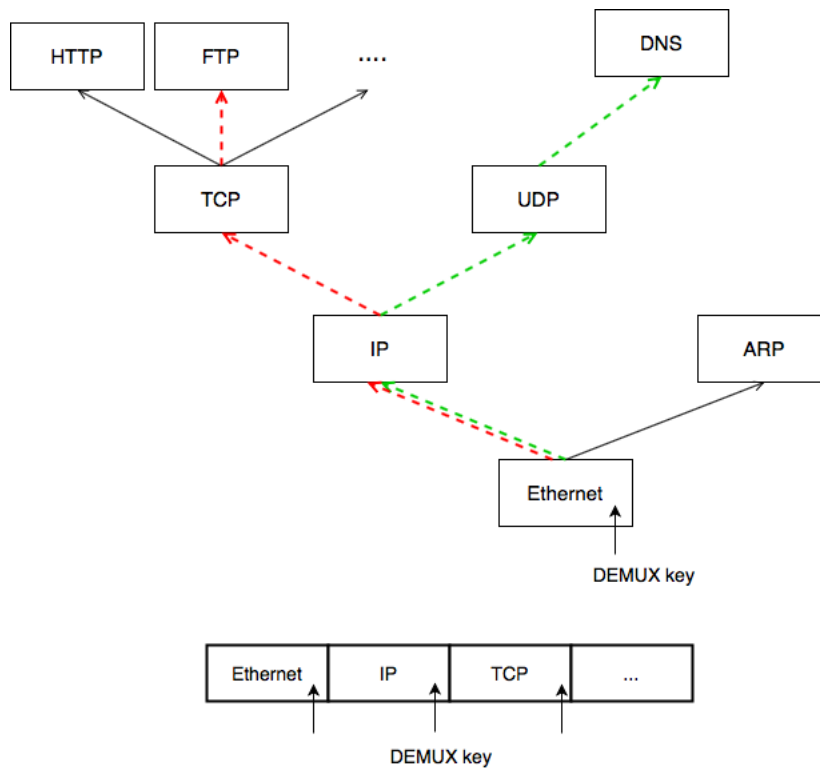 HTTP
FTP
....
DNS
TCP
UDP
IP
ARP
Ethernet
DEMUX key
Ethernet
IP
TCP
...
DEMUX key